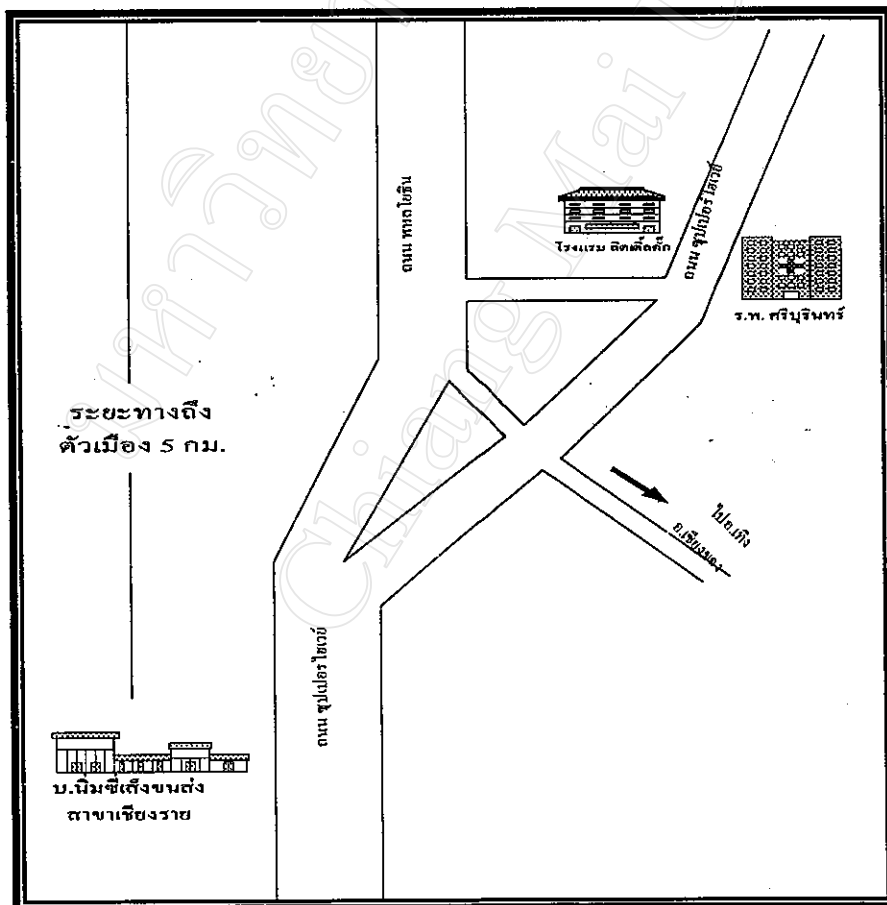 ถนน พหลโยธิน
ถนน ซุปเปอร์ไฮเวย์
โรงแรม ลิตเติ้ลดั๊ก
ร.พ. ศรีบุรินทร์
ระยะทางถึง
ตัวเมือง 5 กม.
ไปอ.เทิง
อ.เชียงของ
ถนน ซุปเปอร์ไฮเวย์
บ.นิ่มซี่เส็งขนส่ง
สาขาเชียงราย
Chiang Mai